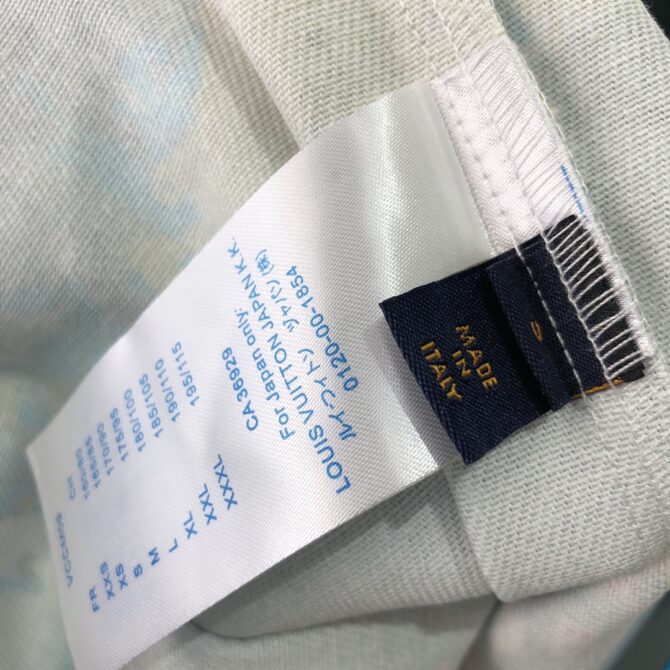 VCCM09
CN
160/80
165/85
170/90
175/95
180/100
185/105
190/110
195/115
FR
XXS
XS
S
M
L
XL
XXL
XXXL
CA36929
For Japan only:
LOUIS VUITTON JAPAN K.K.
ルイ・ヴィトン ジャパン(株)
0120-00-1854
MADE
IN
ITALY